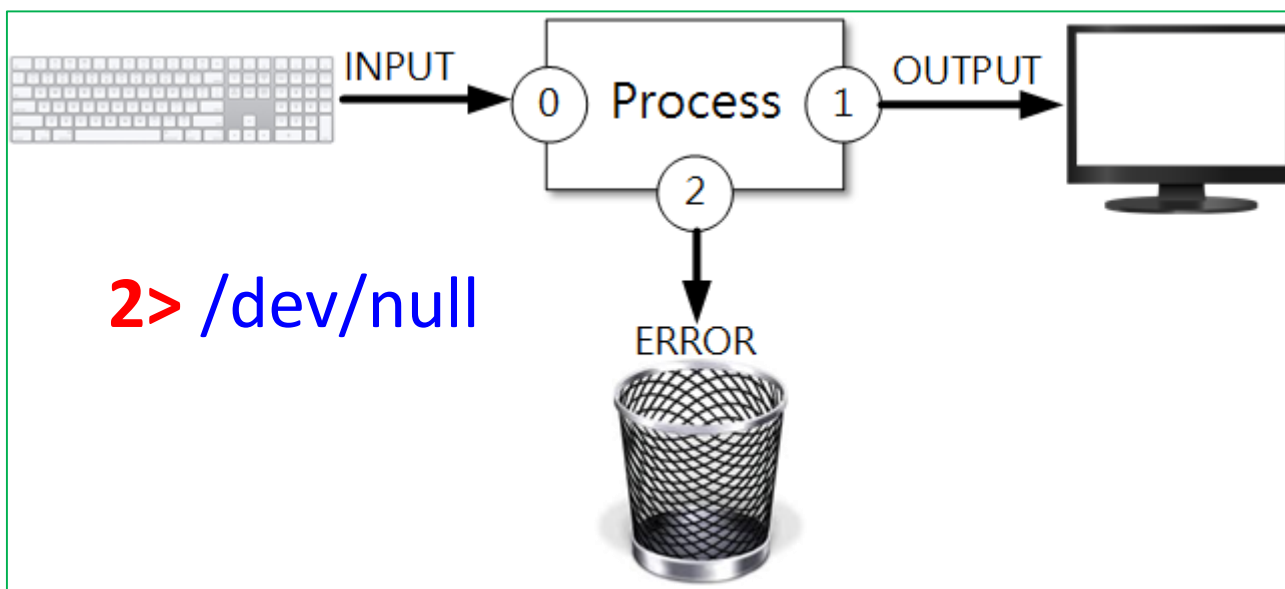 INPUT
0
Process
1
OUTPUT
2
2> /dev/null
ERROR